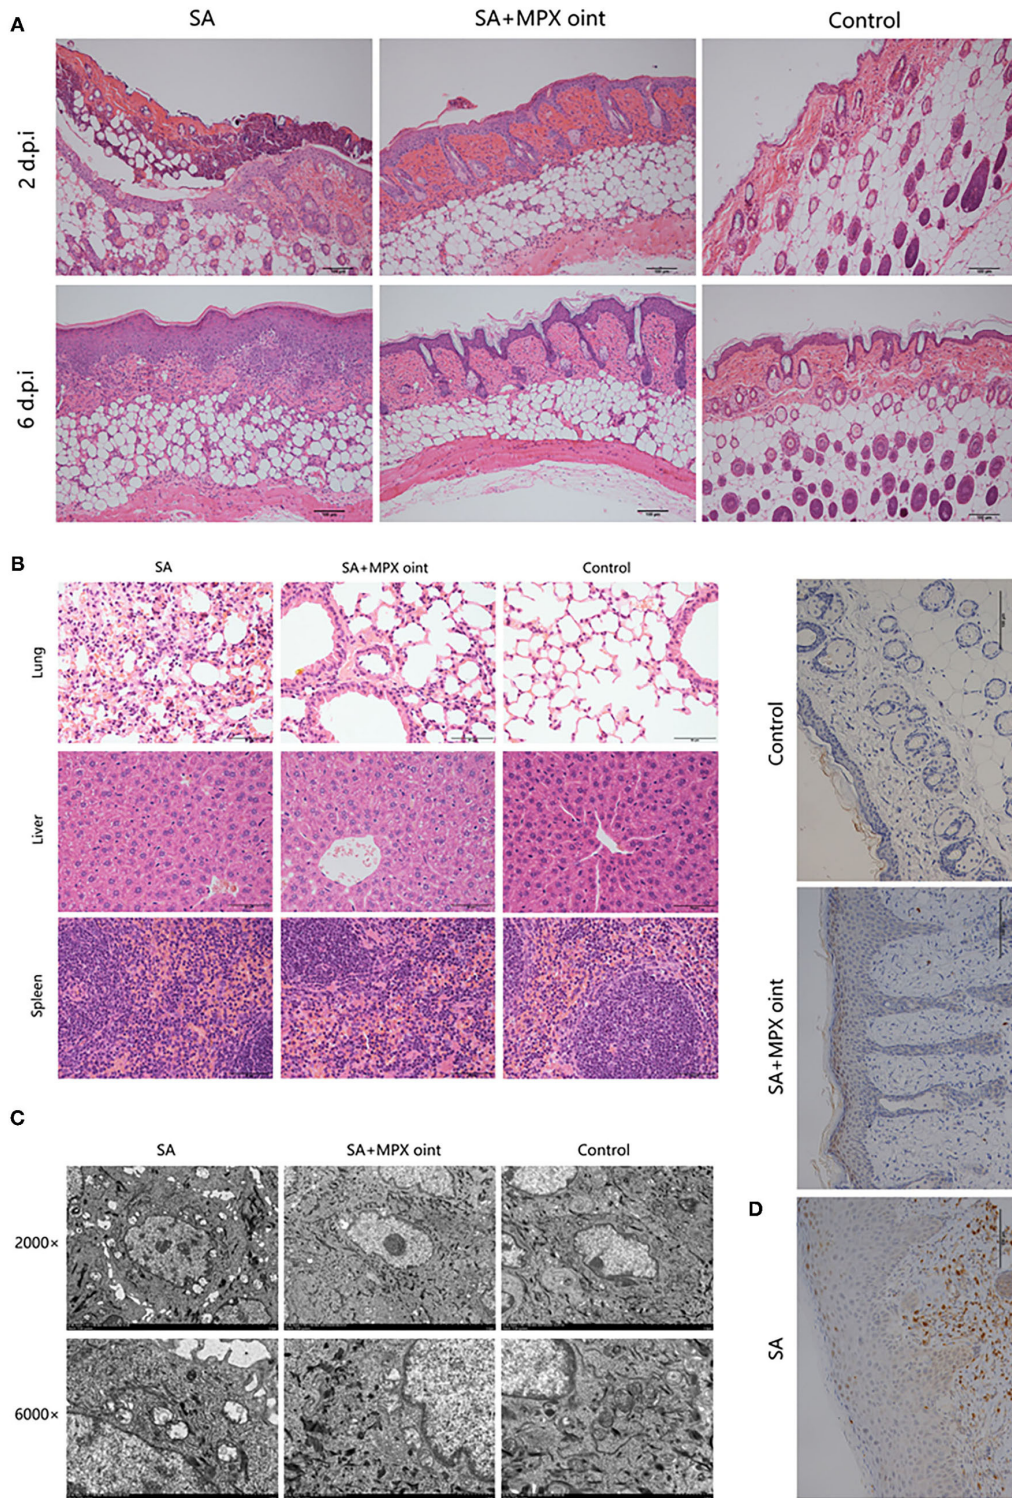 A
SA
SA+MPX oint
Control
2 d.p.i
6 d.p.i
B
SA
SA+MPX oint
Control
Lung
Liver
Spleen
Control
SA+MPX oint
SA
C
SA
SA+MPX oint
Control
2000×
6000×
D